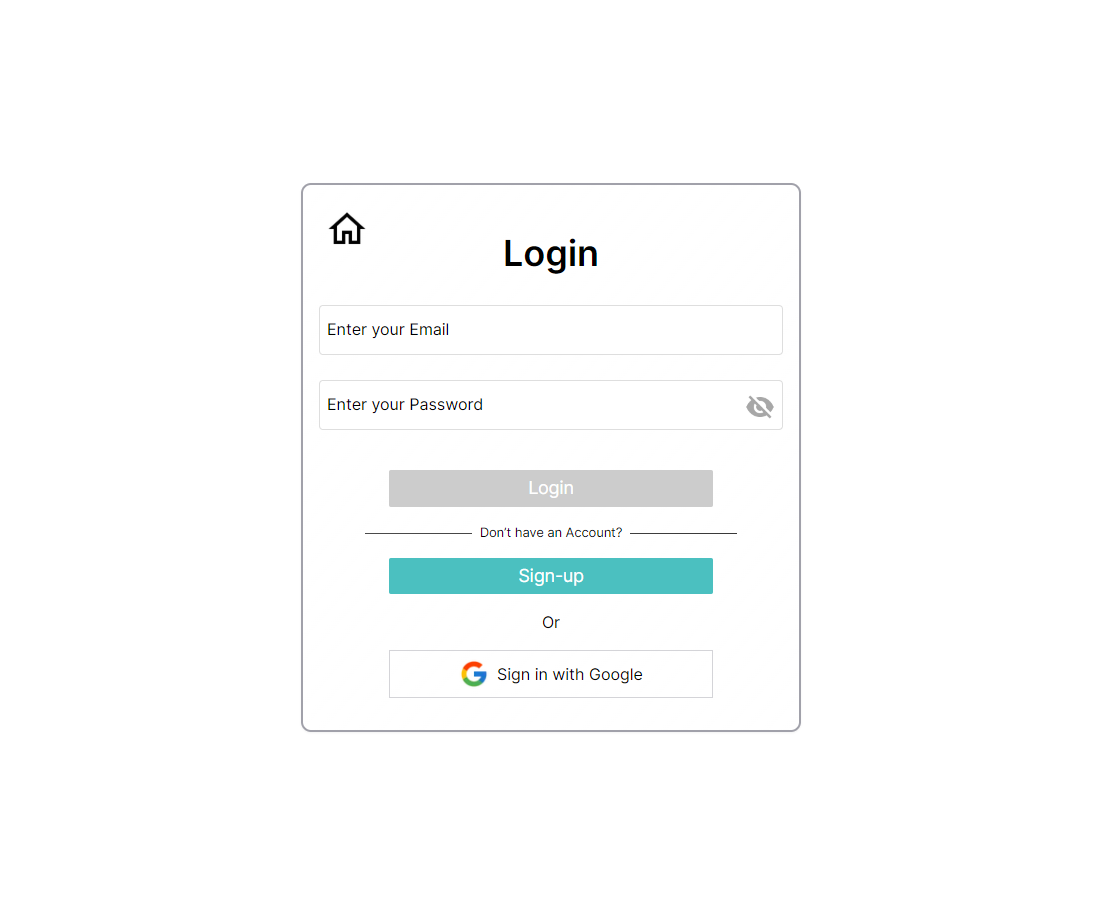 Login
Enter your Email
Enter your Password
Login
Don't have an Account?
Sign-up
Or
Sign in with Google